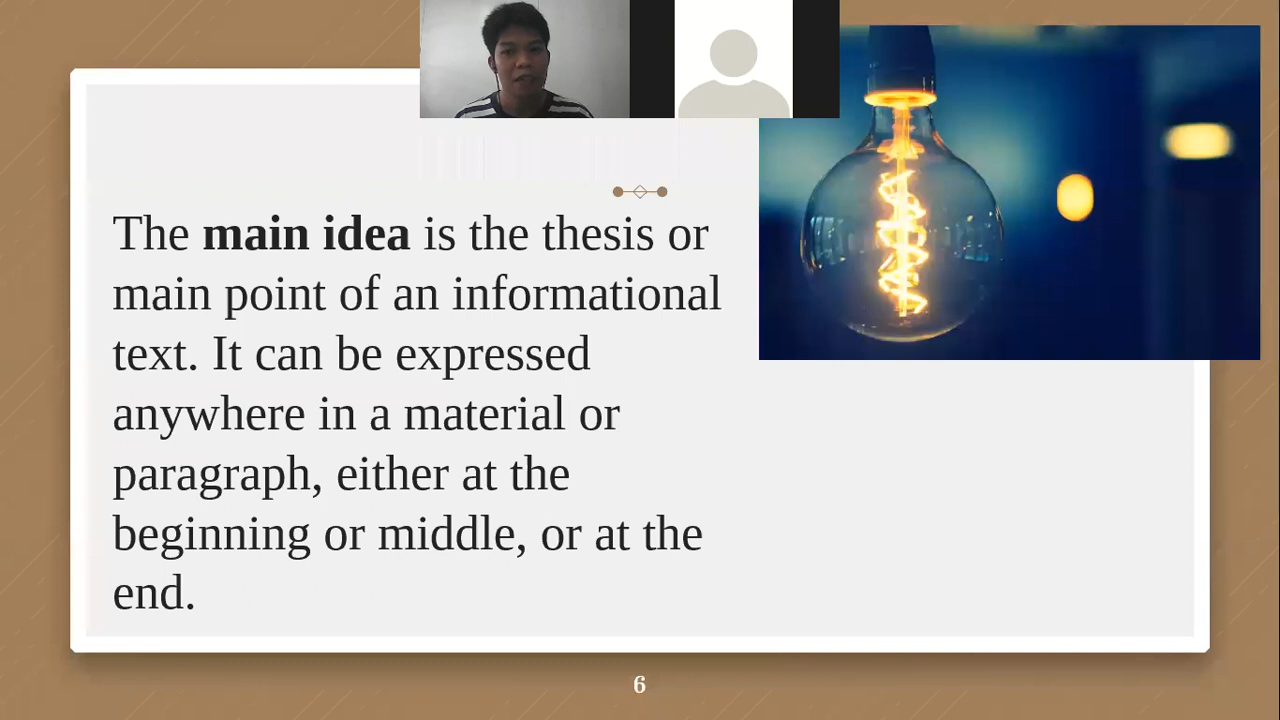 The main idea is the thesis or
main point of an informational
text. It can be expressed
anywhere in a material or
paragraph, either at the
beginning or middle, or at the
end.
6